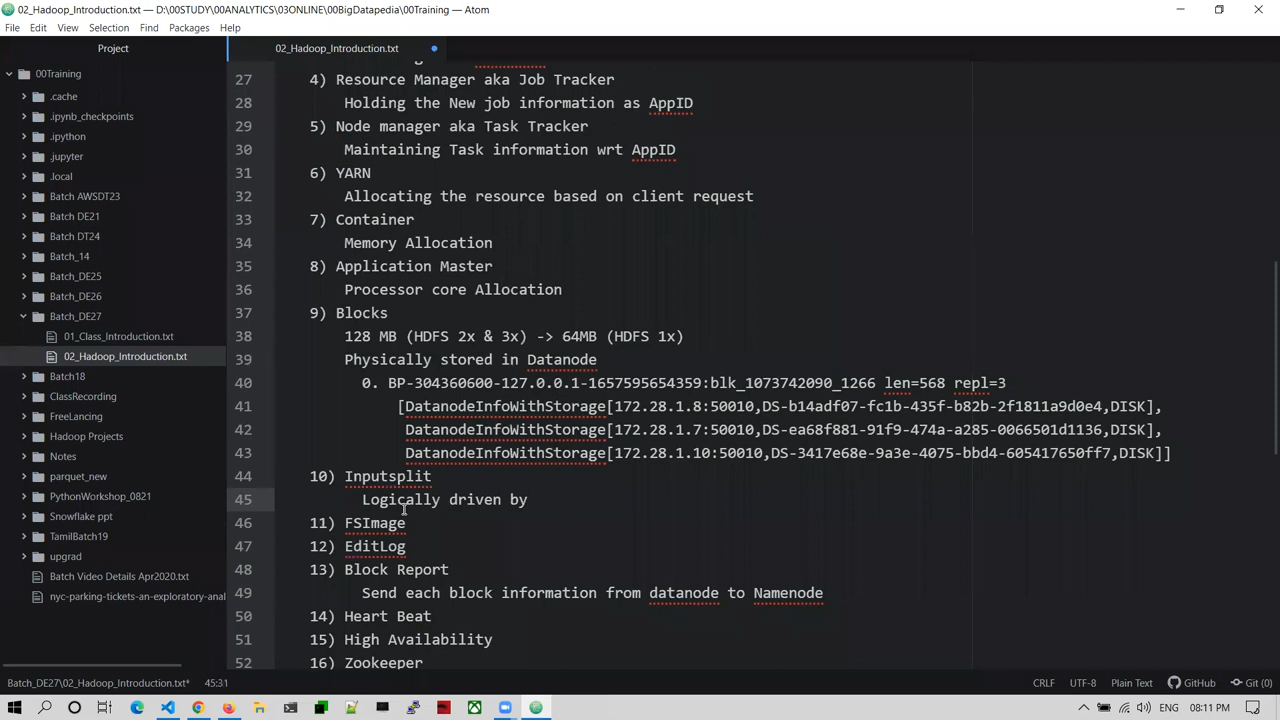 02_Hadoop_Introduction.txt — D:\00STUDY\00ANALYTICS\03ONLINE\00BigDatapedia\00Training — Atom
File Edit View Selection Find Packages Help
Project
02_Hadoop_Introduction.txt
00Training
.cache
.ipynb_checkpoints
.ipython
.jupyter
.local
Batch AWSDT23
Batch DE21
Batch DT24
Batch_14
Batch_DE25
Batch_DE26
Batch_DE27
01_Class_Introduction.txt
02_Hadoop_Introduction.txt
Batch18
ClassRecording
FreeLancing
Hadoop Projects
Notes
parquet_new
PythonWorkshop_0821
Snowflake ppt
TamilBatch19
upgrad
Batch Video Details Apr2020.txt
nyc-parking-tickets-an-exploratory-anal
27 4) Resource Manager aka Job Tracker
28 Holding the New job information as AppID
29 5) Node manager aka Task Tracker
30 Maintaining Task information wrt AppID
31 6) YARN
32 Allocating the resource based on client request
33 7) Container
34 Memory Allocation
35 8) Application Master
36 Processor core Allocation
37 9) Blocks
38 128 MB (HDFS 2x & 3x) -> 64MB (HDFS 1x)
39 Physically stored in Datanode
40 0. BP-304360600-127.0.0.1-1657595654359:blk_1073742090_1266 len=568 repl=3
41 [DatanodeInfoWithStorage[172.28.1.8:50010,DS-b14adf07-fc1b-435f-b82b-2f1811a9d0e4,DISK],
42 DatanodeInfoWithStorage[172.28.1.7:50010,DS-ea68f881-91f9-474a-a285-0066501d1136,DISK],
43 DatanodeInfoWithStorage[172.28.1.10:50010,DS-3417e68e-9a3e-4075-bbd4-605417650ff7,DISK]]
44 10) Inputsplit
45 Logically driven by
46 11) FSImage
47 12) EditLog
48 13) Block Report
49 Send each block information from datanode to Namenode
50 14) Heart Beat
51 15) High Availability
52 16) Zookeeper
Batch_DE27\02_Hadoop_Introduction.txt* 45:31 CRLF UTF-8 Plain Text GitHub Git (0)
ENG 08:11 PM